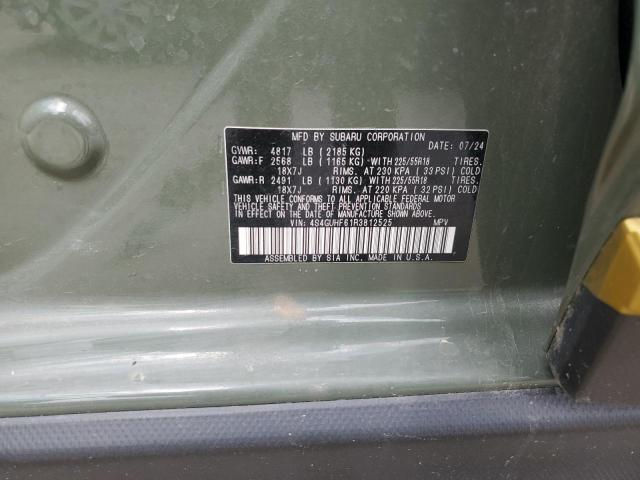 MFD BY SUBARU CORPORATION
GVWR: 4817 LB (2185 KG) DATE: 07/24
GAWR:F 2568 LB (1165 KG) WITH 225/55R18 TIRES.
18X7J RIMS. AT 230 KPA (33 PSI) COLD
GAWR:R 2491 LB (1130 KG) WITH 225/55R18 TIRES.
18X7J RIMS. AT 220 KPA (32 PSI) COLD
THIS VEHICLE CONFORMS TO ALL APPLICABLE FEDERAL MOTOR
VEHICLE SAFETY AND THEFT PREVENTION STANDARDS
IN EFFECT ON THE DATE OF MANUFACTURE SHOWN ABOVE.
VIN: 4S4GUHF61R3812525 MPV
ASSEMBLED BY SIA INC. MADE IN U.S.A.